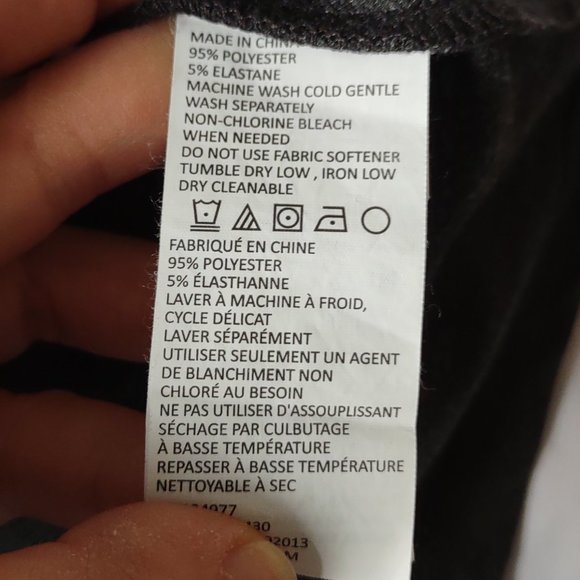 MADE IN CHINA
95% POLYESTER
5% ELASTANE
MACHINE WASH COLD GENTLE
WASH SEPARATELY
NON-CHLORINE BLEACH
WHEN NEEDED
DO NOT USE FABRIC SOFTENER
TUMBLE DRY LOW , IRON LOW
DRY CLEANABLE
FABRIQUÉ EN CHINE
95% POLYESTER
5% ÉLASTHANNE
LAVER À MACHINE À FROID,
CYCLE DÉLICAT
LAVER SÉPARÉMENT
UTILISER SEULEMENT UN AGENT
DE BLANCHIMENT NON
CHLORÉ AU BESOIN
NE PAS UTILISER D'ASSOUPLISSANT
SÉCHAGE PAR CULBUTAGE
À BASSE TEMPÉRATURE
REPASSER À BASSE TEMPÉRATURE
NETTOYABLE À SEC